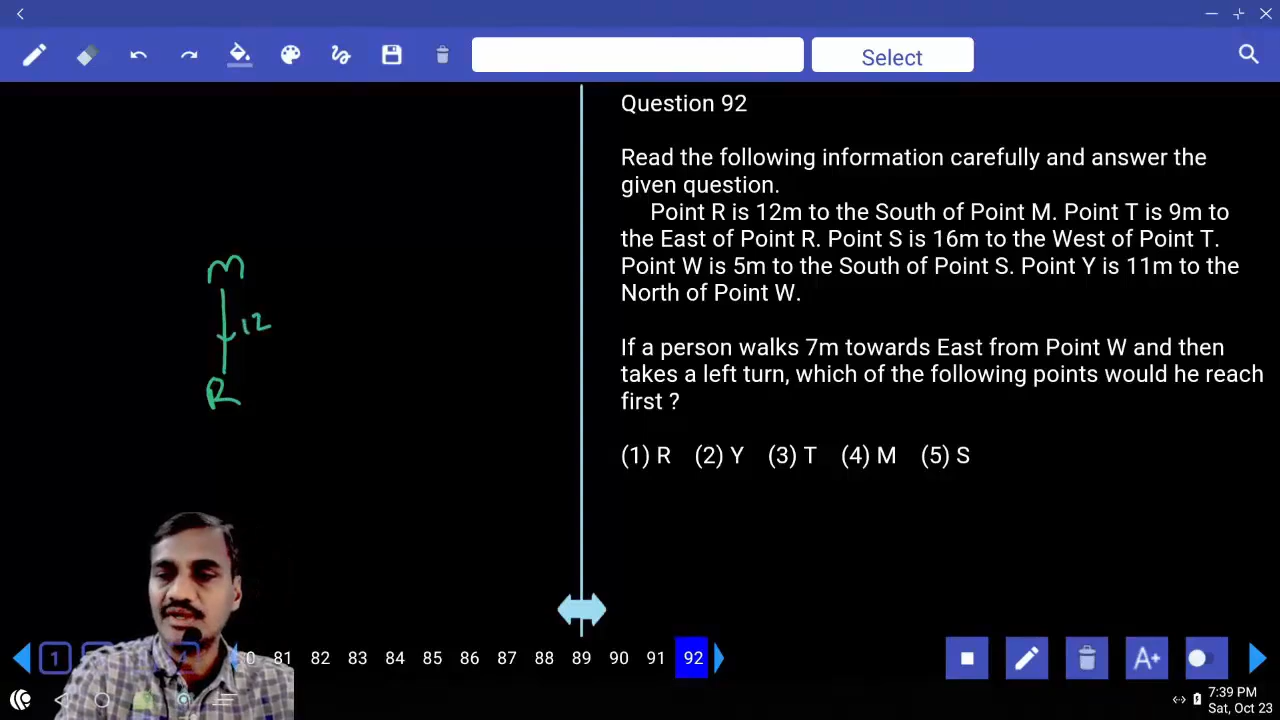 Select
Question 92
Read the following information carefully and answer the
given question.
Point R is 12m to the South of Point M. Point T is 9m to
the East of Point R. Point S is 16m to the West of Point T.
Point W is 5m to the South of Point S. Point Y is 11m to the
North of Point W.
If a person walks 7m towards East from Point W and then
takes a left turn, which of the following points would he reach
first ?
(1) R (2) Y (3) T (4) M (5) S
M
12
R
1 0 81 82 83 84 85 86 87 88 89 90 91 92
A+
7:39 PM
Sat, Oct 23